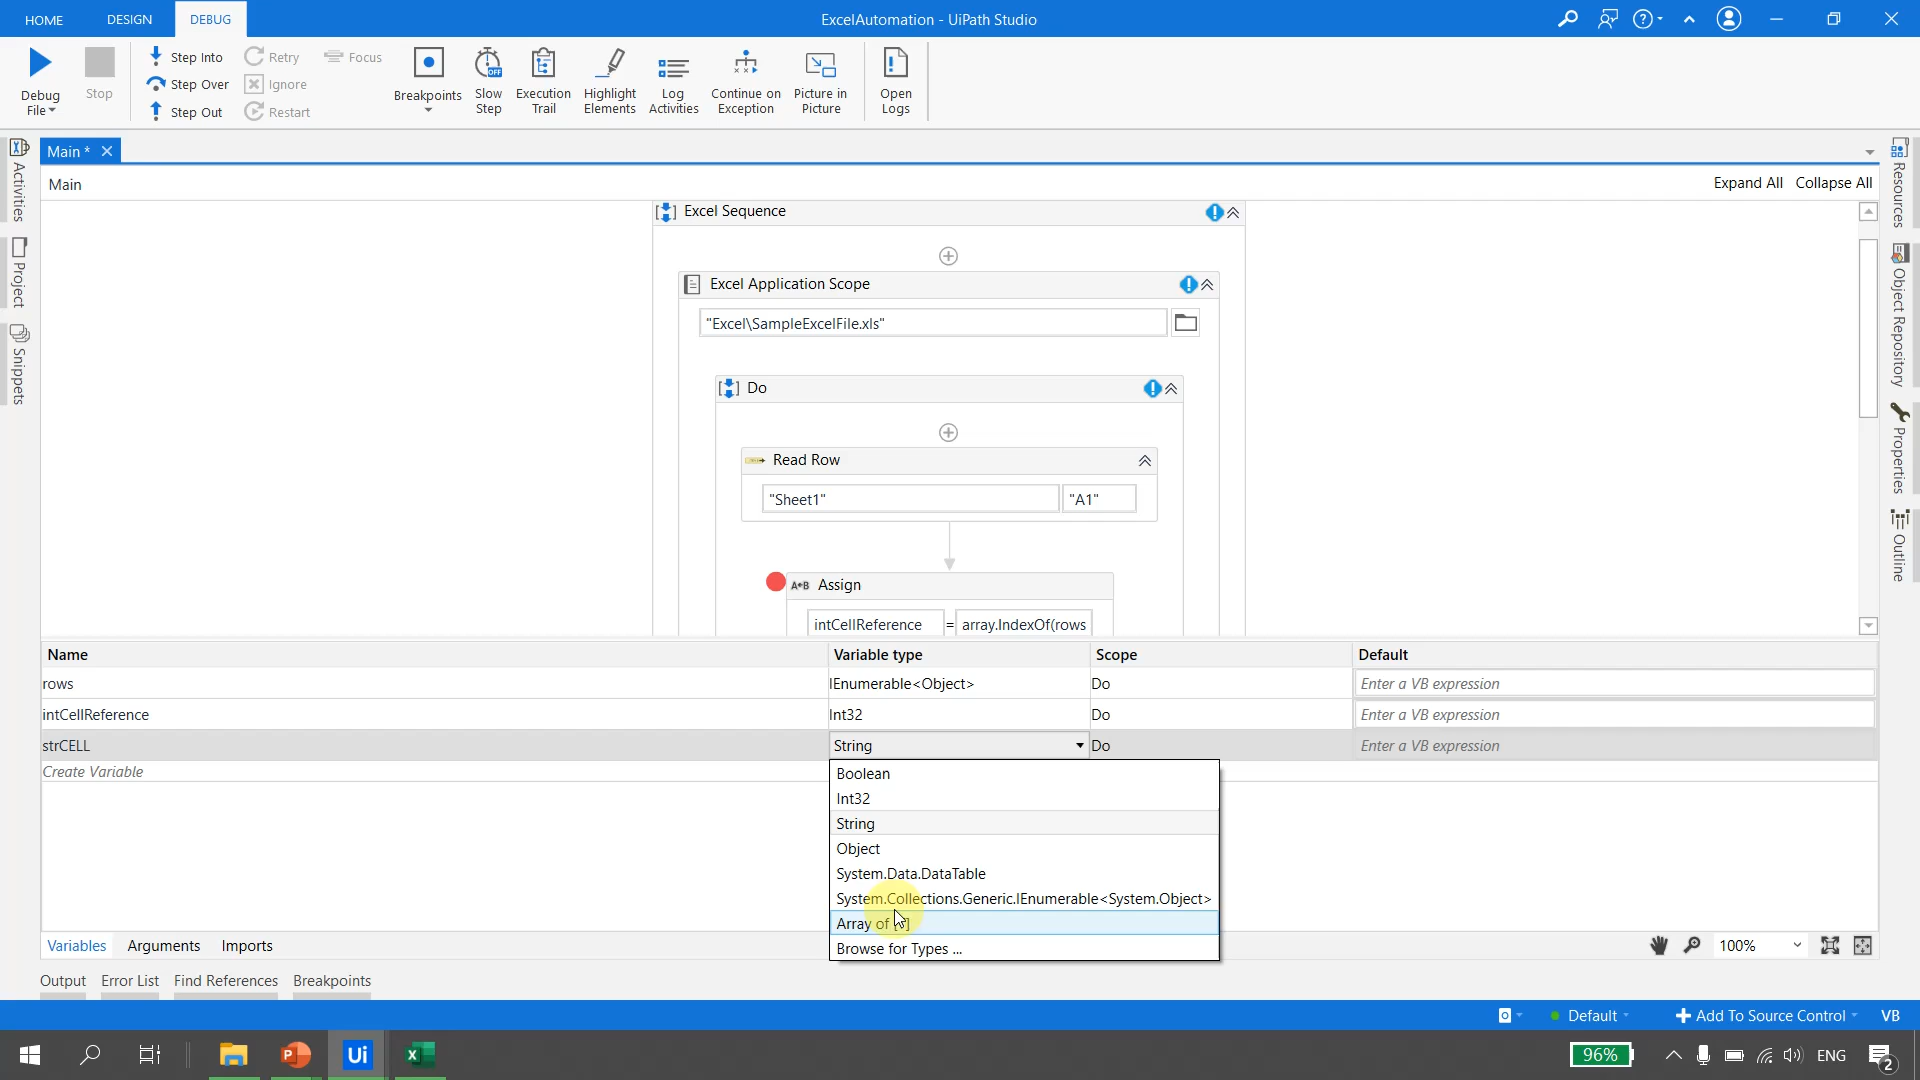 HOME DESIGN DEBUG ExcelAutomation - UiPath Studio
Debug File
Stop
Step Into
Step Over
Step Out
Retry
Ignore
Restart
Focus
Breakpoints
Slow Step
OFF
Execution Trail
Highlight Elements
Log Activities
Continue on Exception
Picture in Picture
Open Logs
Main *
Main Expand All Collapse All
Activities
Project
Snippets
Resources
Object Repository
Properties
Outline
Excel Sequence
Excel Application Scope
"Excel\SampleExcelFile.xls"
Do
Read Row
"Sheet1" "A1"
A+B Assign
intCellReference = array.IndexOf(rows
Name Variable type Scope Default
rows IEnumerable<Object> Do Enter a VB expression
intCellReference Int32 Do Enter a VB expression
strCELL String Do Enter a VB expression
Create Variable
Boolean
Int32
String
Object
System.Data.DataTable
System.Collections.Generic.IEnumerable<System.Object>
Array of [T]
Browse for Types ...
Variables Arguments Imports 100%
Output Error List Find References Breakpoints
Default Add To Source Control VB
P Ui X 96% ENG 2